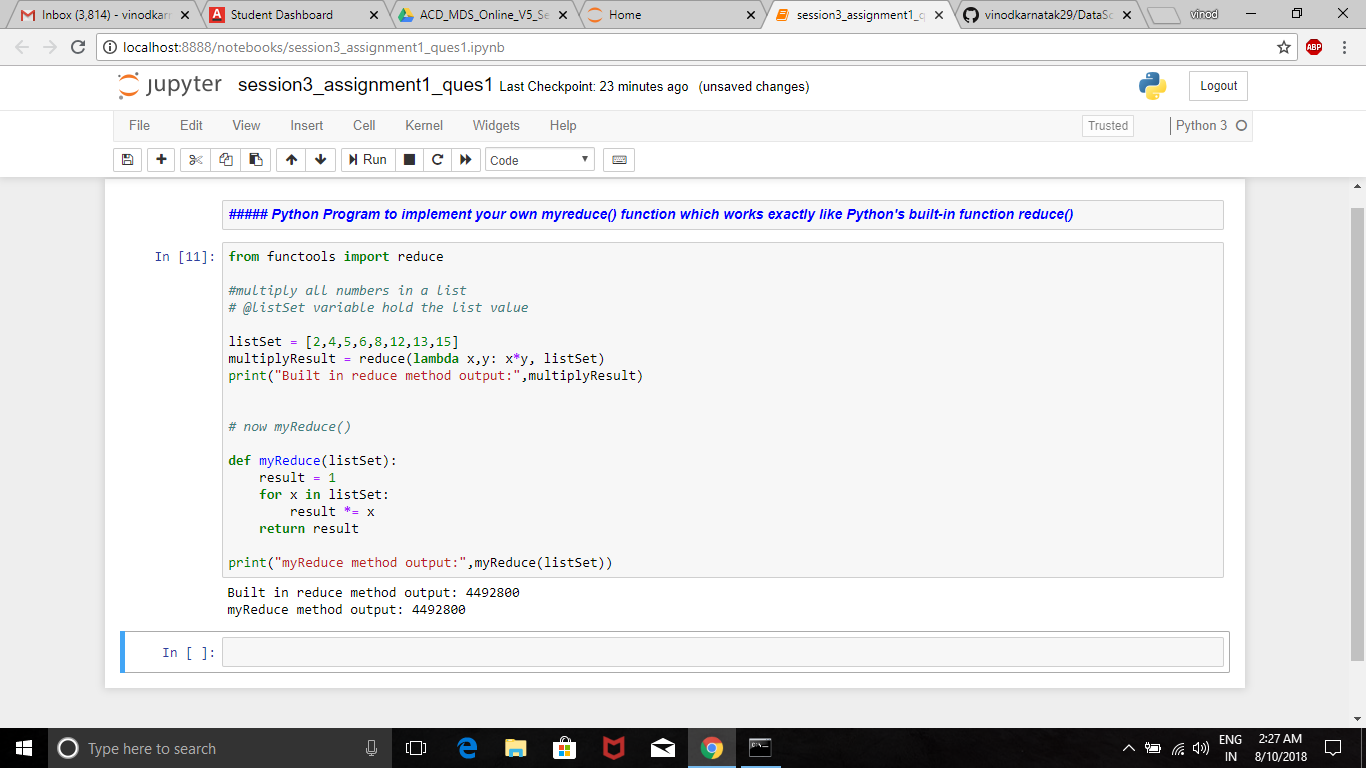 Inbox (3,814) - vinodkar
Student Dashboard
ACD_MDS_Online_V5_Se
Home
session3_assignment1_q
vinodkarnatak29/DataSc
vinod
localhost:8888/notebooks/session3_assignment1_ques1.ipynb
ABP
jupyter session3_assignment1_ques1 Last Checkpoint: 23 minutes ago (unsaved changes)
Logout
File Edit View Insert Cell Kernel Widgets Help
Trusted
Python 3
Run
Code
##### Python Program to implement your own myreduce() function which works exactly like Python's built-in function reduce()
In [11]: from functools import reduce
#multiply all numbers in a list
# @listSet variable hold the list value
listSet = [2,4,5,6,8,12,13,15]
multiplyResult = reduce(lambda x,y: x*y, listSet)
print("Built in reduce method output:",multiplyResult)
# now myReduce()
def myReduce(listSet):
    result = 1
    for x in listSet:
        result *= x
    return result
print("myReduce method output:",myReduce(listSet))
Built in reduce method output: 4492800
myReduce method output: 4492800
In [ ]:
Type here to search
ENG
IN
2:27 AM
8/10/2018